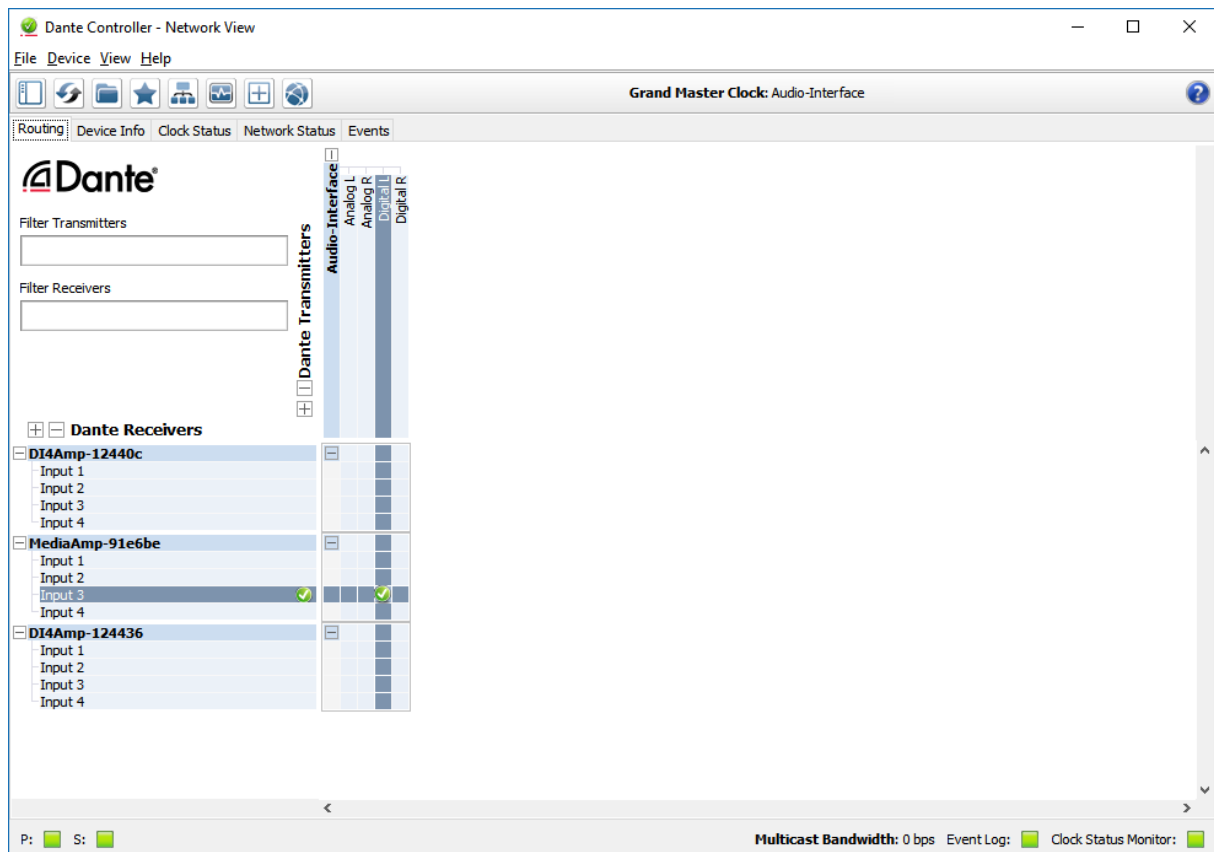 Dante Controller - Network View
File Device View Help
Grand Master Clock: Audio-Interface
Routing Device Info Clock Status Network Status Events
Dante®
Filter Transmitters
Filter Receivers
Dante Transmitters
Audio-Interface
Analog L
Analog R
Digital L
Digital R
Dante Receivers
DI4Amp-12440c
Input 1
Input 2
Input 3
Input 4
MediaAmp-91e6be
Input 1
Input 2
Input 3
Input 4
DI4Amp-124436
Input 1
Input 2
Input 3
Input 4
P: S: Multicast Bandwidth: 0 bps Event Log: Clock Status Monitor: